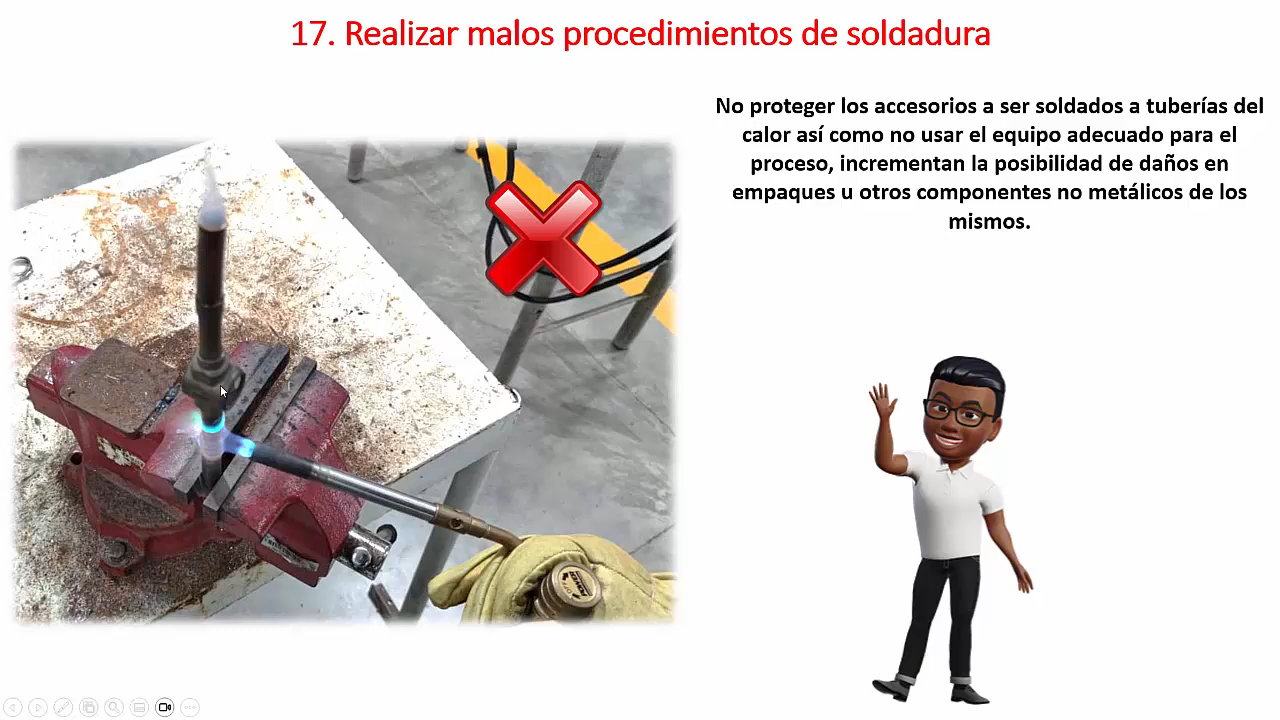 17. Realizar malos procedimientos de soldadura
No proteger los accesorios a ser soldados a tuberías del
calor así como no usar el equipo adecuado para el
proceso, incrementan la posibilidad de daños en
empaques u otros componentes no metálicos de los
mismos.